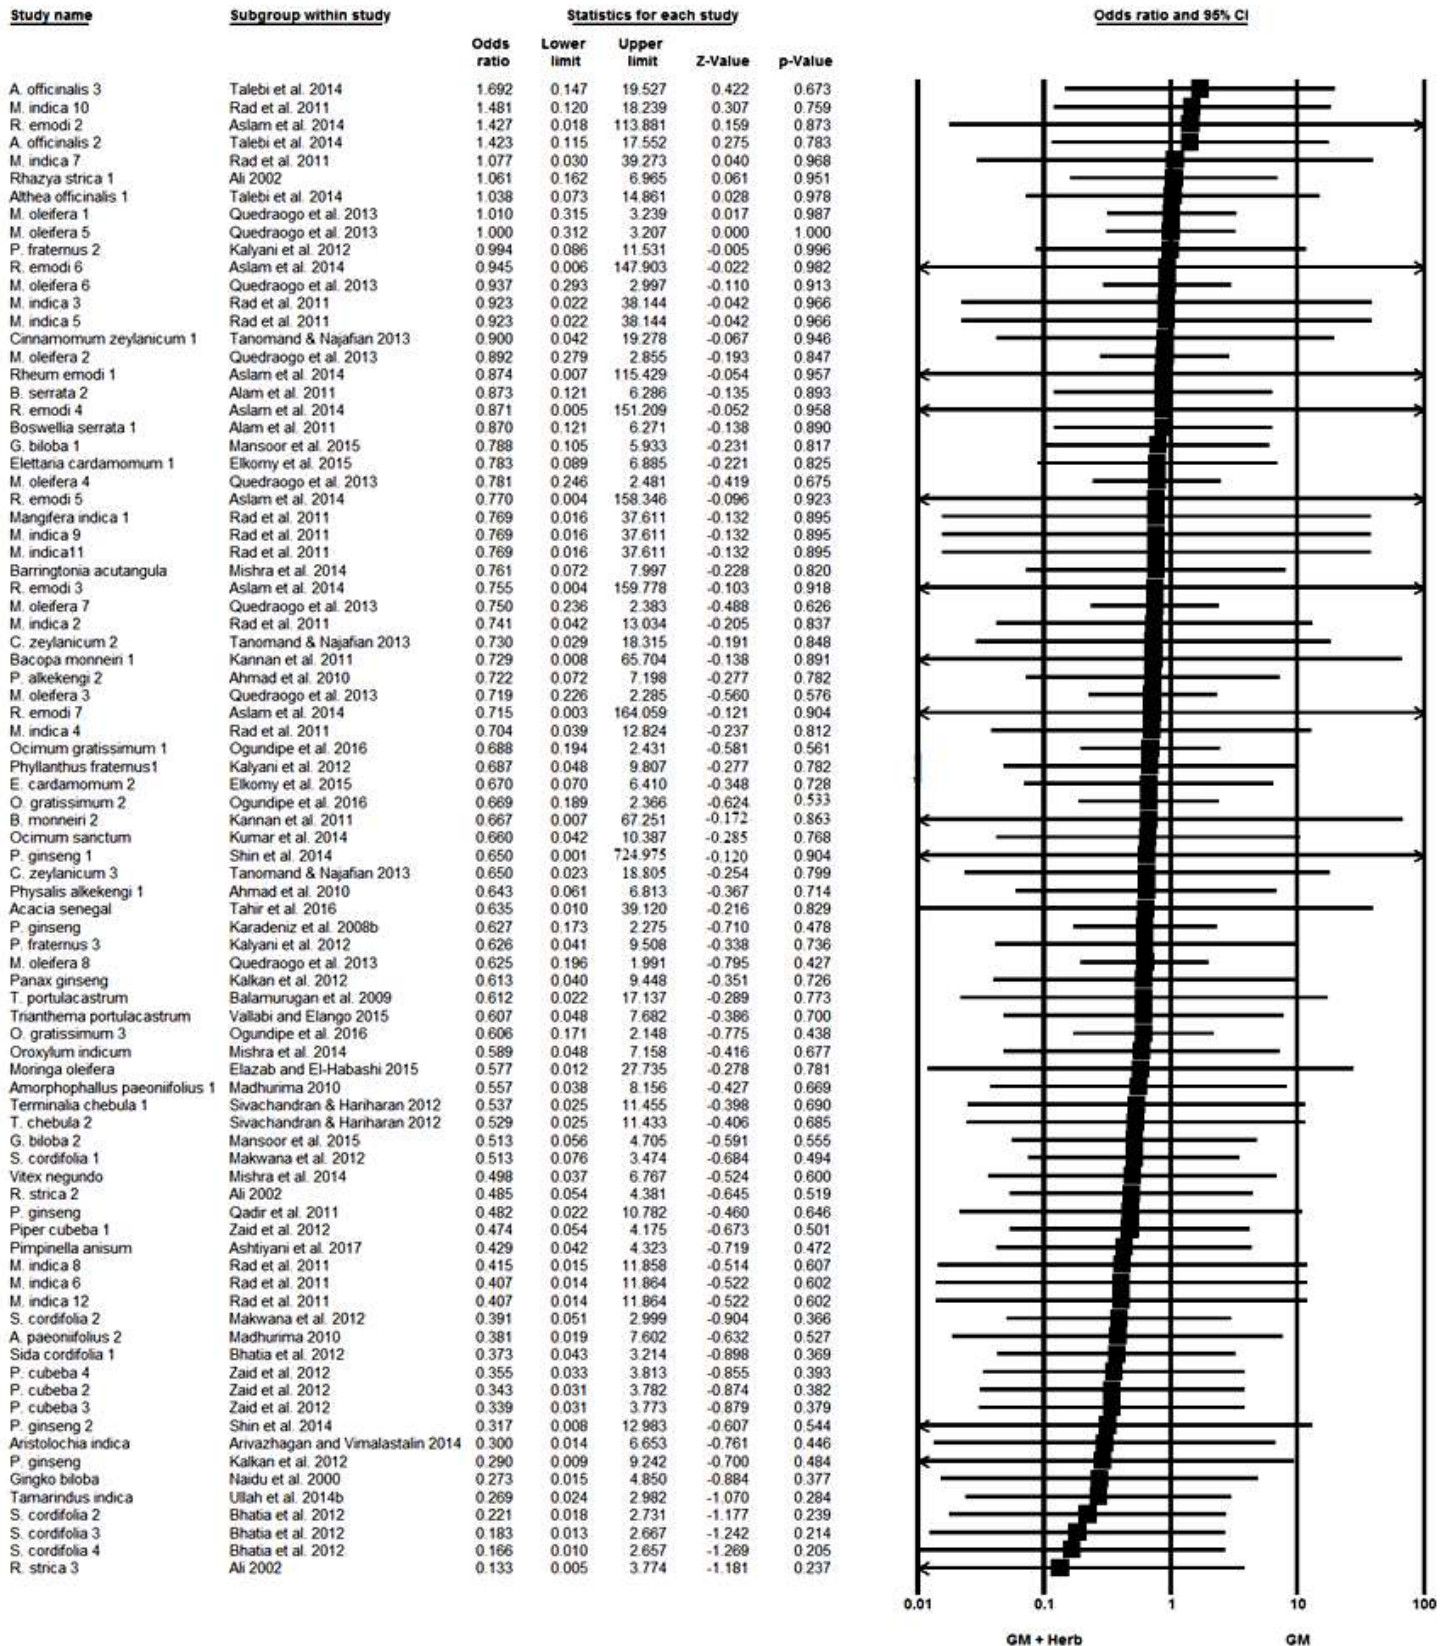 Study name Subgroup within study Statistics for each study Odds ratio and 95% CI
Odds ratio Lower limit Upper limit Z-Value p-Value
A. officinalis 3 Talebi et al. 2014 1.692 0.147 19.527 0.422 0.673
M. indica 10 Rad et al. 2011 1.481 0.120 18.239 0.307 0.759
R. emodi 2 Aslam et al. 2014 1.427 0.018 113.881 0.159 0.873
A. officinalis 2 Talebi et al. 2014 1.423 0.115 17.552 0.275 0.783
M. indica 7 Rad et al. 2011 1.077 0.030 39.273 0.040 0.968
Rhazya strica 1 Ali 2002 1.061 0.162 6.965 0.061 0.951
Althea officinalis 1 Talebi et al. 2014 1.038 0.073 14.861 0.028 0.978
M. oleifera 1 Quedraogo et al. 2013 1.010 0.315 3.239 0.017 0.987
M. oleifera 5 Quedraogo et al. 2013 1.000 0.312 3.207 0.000 1.000
P. fraternus 2 Kalyani et al. 2012 0.994 0.086 11.531 -0.005 0.996
R. emodi 6 Aslam et al. 2014 0.945 0.006 147.903 -0.022 0.982
M. oleifera 6 Quedraogo et al. 2013 0.937 0.293 2.997 -0.110 0.913
M. indica 3 Rad et al. 2011 0.923 0.022 38.144 -0.042 0.966
M. indica 5 Rad et al. 2011 0.923 0.022 38.144 -0.042 0.966
Cinnamomum zeylanicum 1 Tanomand & Najafian 2013 0.900 0.042 19.278 -0.067 0.946
M. oleifera 2 Quedraogo et al. 2013 0.892 0.279 2.855 -0.193 0.847
Rheum emodi 1 Aslam et al. 2014 0.874 0.007 115.429 -0.054 0.957
B. serrata 2 Alam et al. 2011 0.873 0.121 6.286 -0.135 0.893
R. emodi 4 Aslam et al. 2014 0.871 0.005 151.209 -0.052 0.958
Boswellia serrata 1 Alam et al. 2011 0.870 0.121 6.271 -0.138 0.890
G. biloba 1 Mansoor et al. 2015 0.788 0.105 5.933 -0.231 0.817
Elettaria cardamomum 1 Elkomy et al. 2015 0.783 0.089 6.885 -0.221 0.825
M. oleifera 4 Quedraogo et al. 2013 0.781 0.246 2.481 -0.419 0.675
R. emodi 5 Aslam et al. 2014 0.770 0.004 158.346 -0.096 0.923
Mangifera indica 1 Rad et al. 2011 0.769 0.016 37.611 -0.132 0.895
M. indica 9 Rad et al. 2011 0.769 0.016 37.611 -0.132 0.895
M. indica11 Rad et al. 2011 0.769 0.016 37.611 -0.132 0.895
Barringtonia acutangula Mishra et al. 2014 0.761 0.072 7.997 -0.228 0.820
R. emodi 3 Aslam et al. 2014 0.755 0.004 159.778 -0.103 0.918
M. oleifera 7 Quedraogo et al. 2013 0.750 0.236 2.383 -0.488 0.626
M. indica 2 Rad et al. 2011 0.741 0.042 13.034 -0.205 0.837
C. zeylanicum 2 Tanomand & Najafian 2013 0.730 0.029 18.315 -0.191 0.848
Bacopa monneiri 1 Kannan et al. 2011 0.729 0.008 65.704 -0.138 0.891
P. alkekengi 2 Ahmad et al. 2010 0.722 0.072 7.198 -0.277 0.782
M. oleifera 3 Quedraogo et al. 2013 0.719 0.226 2.285 -0.560 0.576
R. emodi 7 Aslam et al. 2014 0.715 0.003 164.059 -0.121 0.904
M. indica 4 Rad et al. 2011 0.704 0.039 12.824 -0.237 0.812
Ocimum gratissimum 1 Ogundipe et al. 2016 0.688 0.194 2.431 -0.581 0.561
Phyllanthus fraternus1 Kalyani et al. 2012 0.687 0.048 9.807 -0.277 0.782
E. cardamomum 2 Elkomy et al. 2015 0.670 0.070 6.410 -0.348 0.728
O. gratissimum 2 Ogundipe et al. 2016 0.669 0.189 2.366 -0.624 0.533
B. monneiri 2 Kannan et al. 2011 0.667 0.007 67.251 -0.172 0.863
Ocimum sanctum Kumar et al. 2014 0.660 0.042 10.387 -0.285 0.768
P. ginseng 1 Shin et al. 2014 0.650 0.001 724.975 -0.120 0.904
C. zeylanicum 3 Tanomand & Najafian 2013 0.650 0.023 18.805 -0.254 0.799
Physalis alkekengi 1 Ahmad et al. 2010 0.643 0.061 6.813 -0.367 0.714
Acacia senegal Tahir et al. 2016 0.635 0.010 39.120 -0.216 0.829
P. ginseng Karadeniz et al. 2008b 0.627 0.173 2.275 -0.710 0.478
P. fraternus 3 Kalyani et al. 2012 0.626 0.041 9.508 -0.338 0.736
M. oleifera 8 Quedraogo et al. 2013 0.625 0.196 1.991 -0.795 0.427
Panax ginseng Kalkan et al. 2012 0.613 0.040 9.448 -0.351 0.726
T. portulacastrum Balamurugan et al. 2009 0.612 0.022 17.137 -0.289 0.773
Trianthema portulacastrum Vallabi and Elango 2015 0.607 0.048 7.682 -0.386 0.700
O. gratissimum 3 Ogundipe et al. 2016 0.606 0.171 2.148 -0.775 0.438
Oroxylum indicum Mishra et al. 2014 0.589 0.048 7.158 -0.416 0.677
Moringa oleifera Elazab and El-Habashi 2015 0.577 0.012 27.735 -0.278 0.781
Amorphophallus paeoniifolius 1 Madhurima 2010 0.557 0.038 8.156 -0.427 0.669
Terminalia chebula 1 Sivachandran & Hariharan 2012 0.537 0.025 11.455 -0.398 0.690
T. chebula 2 Sivachandran & Hariharan 2012 0.529 0.025 11.433 -0.406 0.685
G. biloba 2 Mansoor et al. 2015 0.513 0.056 4.705 -0.591 0.555
S. cordifolia 1 Makwana et al. 2012 0.513 0.076 3.474 -0.684 0.494
Vitex negundo Mishra et al. 2014 0.498 0.037 6.767 -0.524 0.600
R. strica 2 Ali 2002 0.485 0.054 4.381 -0.645 0.519
P. ginseng Qadir et al. 2011 0.482 0.022 10.782 -0.460 0.646
Piper cubeba 1 Zaid et al. 2012 0.474 0.054 4.175 -0.673 0.501
Pimpinella anisum Ashtiyani et al. 2017 0.429 0.042 4.323 -0.719 0.472
M. indica 8 Rad et al. 2011 0.415 0.015 11.858 -0.514 0.607
M. indica 6 Rad et al. 2011 0.407 0.014 11.864 -0.522 0.602
M. indica 12 Rad et al. 2011 0.407 0.014 11.864 -0.522 0.602
S. cordifolia 2 Makwana et al. 2012 0.391 0.051 2.999 -0.904 0.366
A. paeoniifolius 2 Madhurima 2010 0.381 0.019 7.602 -0.632 0.527
Sida cordifolia 1 Bhatia et al. 2012 0.373 0.043 3.214 -0.898 0.369
P. cubeba 4 Zaid et al. 2012 0.355 0.033 3.813 -0.855 0.393
P. cubeba 2 Zaid et al. 2012 0.343 0.031 3.782 -0.874 0.382
P. cubeba 3 Zaid et al. 2012 0.339 0.031 3.773 -0.879 0.379
P. ginseng 2 Shin et al. 2014 0.317 0.008 12.983 -0.607 0.544
Aristolochia indica Arivazhagan and Vimalastalin 2014 0.300 0.014 6.653 -0.761 0.446
P. ginseng Kalkan et al. 2012 0.290 0.009 9.242 -0.700 0.484
Gingko biloba Naidu et al. 2000 0.273 0.015 4.850 -0.884 0.377
Tamarindus indica Ullah et al. 2014b 0.269 0.024 2.982 -1.070 0.284
S. cordifolia 2 Bhatia et al. 2012 0.221 0.018 2.731 -1.177 0.239
S. cordifolia 3 Bhatia et al. 2012 0.183 0.013 2.667 -1.242 0.214
S. cordifolia 4 Bhatia et al. 2012 0.166 0.010 2.657 -1.269 0.205
R. strica 3 Ali 2002 0.133 0.005 3.774 -1.181 0.237
0.01 0.1 1 10 100
GM + Herb GM